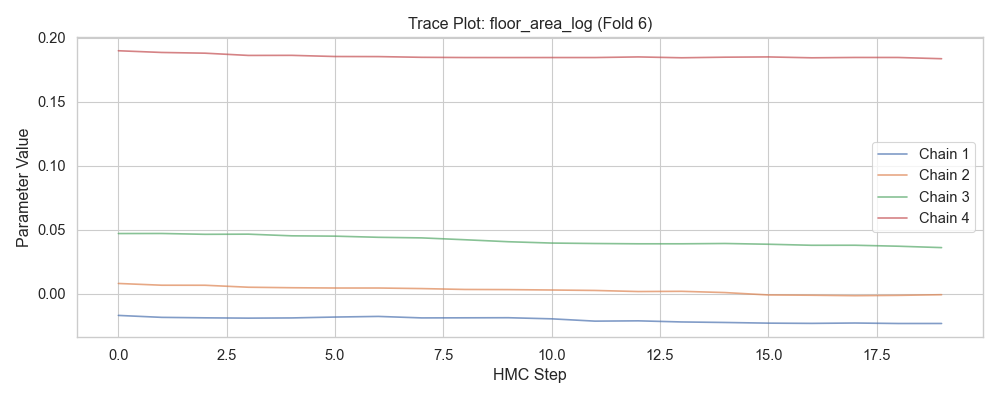 Trace Plot: floor_area_log (Fold 6)
Parameter Value
0.20
0.15
0.10
0.05
0.00
Chain 1
Chain 2
Chain 3
Chain 4
0.0 2.5 5.0 7.5 10.0 12.5 15.0 17.5
HMC Step